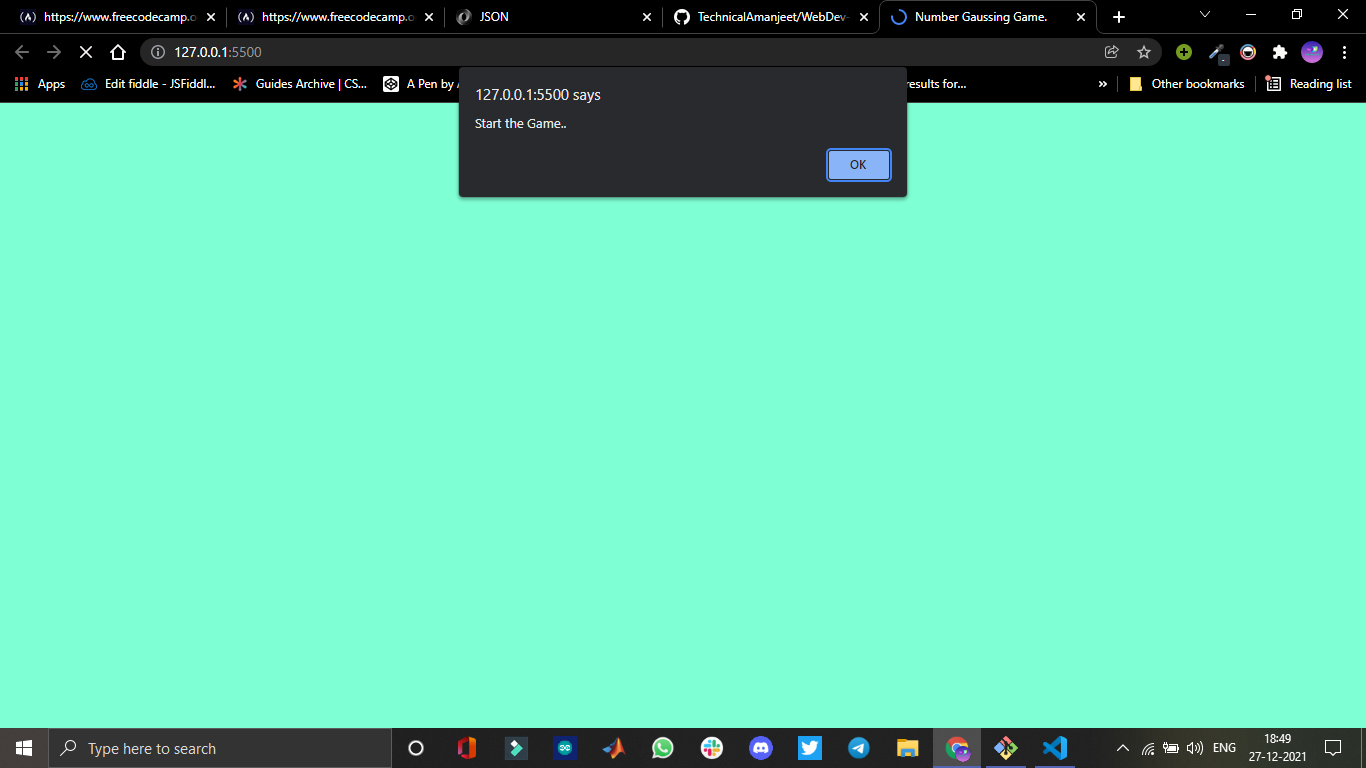 https://www.freecodecamp.o
https://www.freecodecamp.o
JSON
TechnicalAmanjeet/WebDev-
Number Gaussing Game.
127.0.0.1:5500
Apps
Edit fiddle - JSFiddl...
Guides Archive | CS...
A Pen by
results for...
»
Other bookmarks
Reading list
127.0.0.1:5500 says
Start the Game..
OK
Type here to search
ENG
18:49
27-12-2021